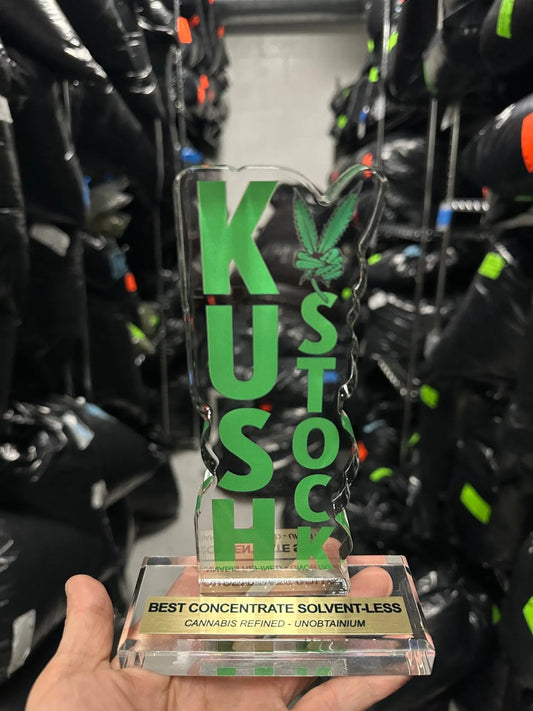 KUSH
STOCK
BEST CONCENTRATE SOLVENT-LESS
CANNABIS REFINED - UNOBTAINIUM